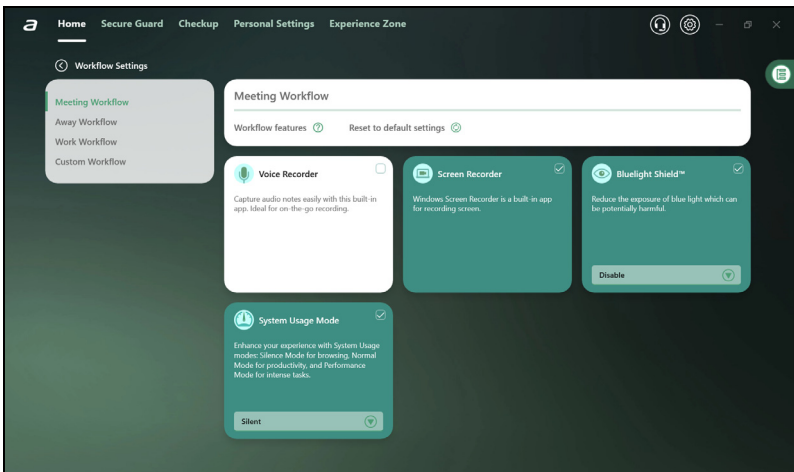 a Home Secure Guard Checkup Personal Settings Experience Zone
Workflow Settings
Meeting Workflow
Away Workflow
Work Workflow
Custom Workflow
Meeting Workflow
Workflow features ? Reset to default settings
Voice Recorder
Capture audio notes easily with this built-in
app. Ideal for on-the-go recording.
Screen Recorder
Windows Screen Recorder is a built-in app
for recording screen.
Bluelight Shield™
Reduce the exposure of blue light which can
be potentially harmful.
Disable
System Usage Mode
Enhance your experience with System Usage
modes: Silence Mode for browsing, Normal
Mode for productivity, and Performance
Mode for intense tasks.
Silent